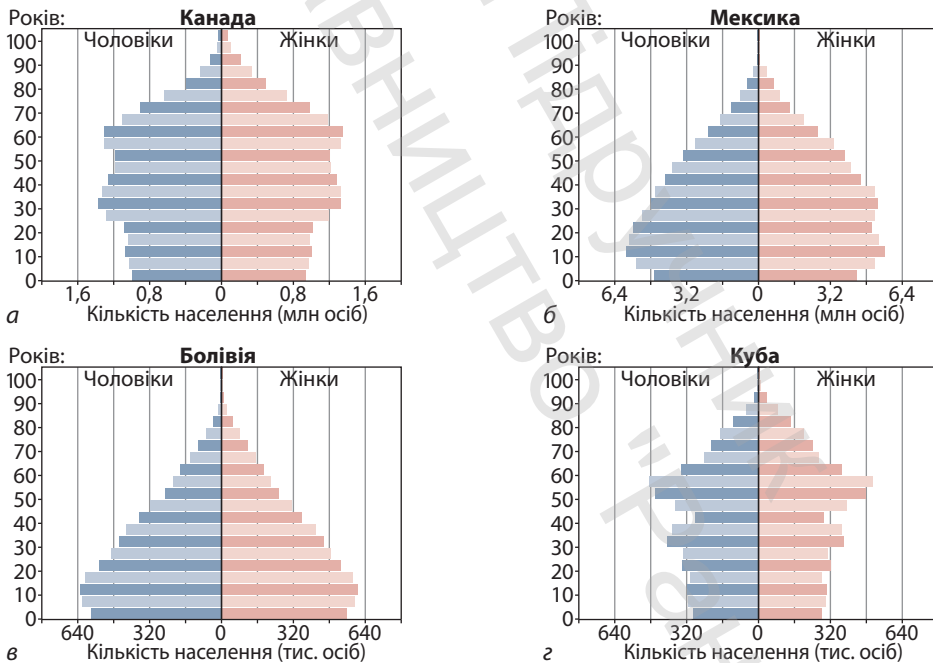 Років: Канада
Чоловіки Жінки
100
90
80
70
60
50
40
30
20
10
0
1,6 0,8 0 0,8 1,6
а Кількість населення (млн осіб)
Років: Мексика
Чоловіки Жінки
100
90
80
70
60
50
40
30
20
10
0
6,4 3,2 0 3,2 6,4
б Кількість населення (млн осіб)
Років: Болівія
Чоловіки Жінки
100
90
80
70
60
50
40
30
20
10
0
640 320 0 320 640
в Кількість населення (тис. осіб)
Років: Куба
Чоловіки Жінки
100
90
80
70
60
50
40
30
20
10
0
640 320 0 320 640
г Кількість населення (тис. осіб)